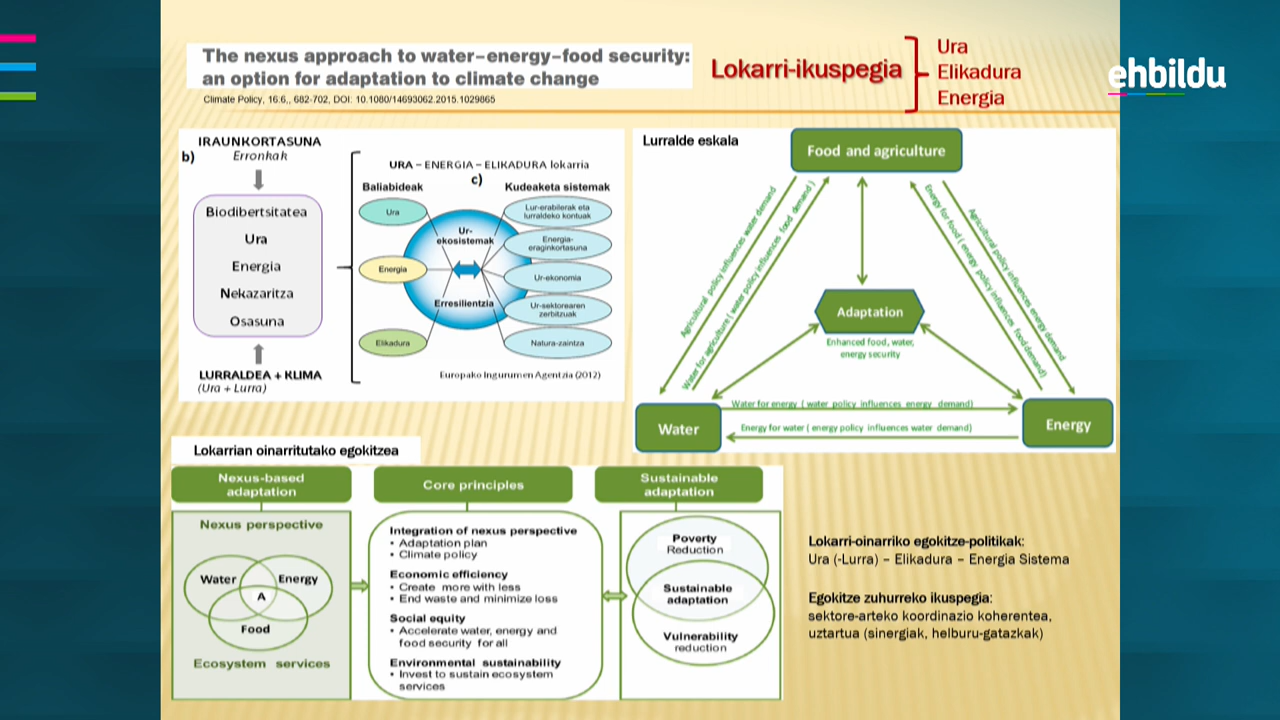 The nexus approach to water–energy–food security:
an option for adaptation to climate change
Climate Policy, 16:6,, 682-702, DOI: 10.1080/14693062.2015.1029865
Lokarri-ikuspegia
Ura
Elikadura
Energia
ehbildu
IRAUNKORTASUNA
b)
Erronkak
Biodibertsitatea
Ura
Energia
Nekazaritza
Osasuna
LURRALDEA + KLIMA
(Ura + Lurra)
URA – ENERGIA – ELIKADURA lokarria
c)
Baliabideak
Kudeaketa sistemak
Ura
Energia
Elikadura
Ur-
ekosistemak
Erresilientzia
Lur-erabilerak eta
lurraldeko kontuak
Energia-
eraginkortasuna
Ur-ekonomia
Ur-sektorearen
zerbitzuak
Natura-zaintza
Europako Ingurumen Agentzia (2012)
Lurralde eskala
Food and agriculture
Agricultural policy influences water demand
Water for agriculture ( water policy influences food demand )
Energy for food ( energy policy influences food demand)
Agricultural policy influences energy demand
Adaptation
Enhanced food, water,
energy security
Water
Water for energy ( water policy influences energy demand)
Energy for water ( energy policy influences water demand)
Energy
Lokarrian oinarritutako egokitzea
Nexus-based
adaptation
Nexus perspective
Water
Energy
A
Food
Ecosystem services
Core principles
Integration of nexus perspective
• Adaptation plan
• Climate policy
Economic efficiency
• Create more with less
• End waste and minimize loss
Social equity
• Accelerate water, energy and
food security for all
Environmental sustainability
• Invest to sustain ecosystem
services
Sustainable
adaptation
Poverty
Reduction
Sustainable
adaptation
Vulnerability
reduction
Lokarri-oinarriko egokitze-politikak:
Ura (-Lurra) – Elikadura – Energia Sistema
Egokitze zuhurreko ikuspegia:
sektore-arteko koordinazio koherentea,
uztartua (sinergiak, helburu-gatazkak)